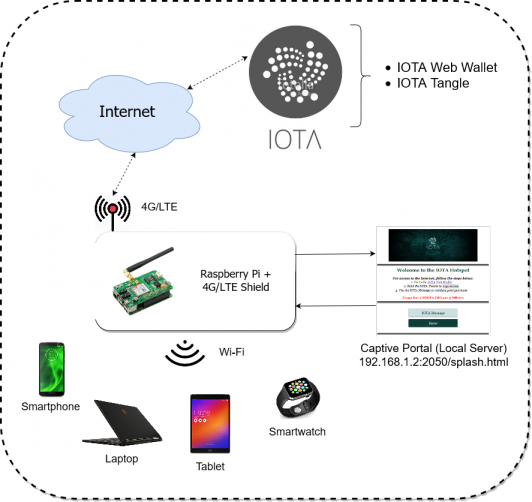 IOTA
• IOTA Web Wallet
• IOTA Tangle
Internet
4G/LTE
Raspberry Pi +
4G/LTE Shield
Welcome to the IOTA Hotspot
IOTA Message
Wi-Fi
Captive Portal (Local Server)
192.168.1.2:2050/splash.html
Smartphone
Laptop
Tablet
Smartwatch